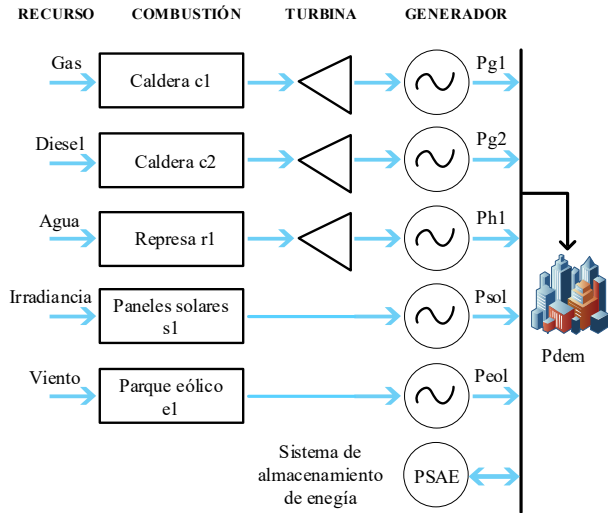 RECURSO COMBUSTIÓN TURBINA GENERADOR
Gas
Caldera c1
Pg1
Diesel
Caldera c2
Pg2
Agua
Represa r1
Ph1
Irradiancia
Paneles solares
s1
Psol
Viento
Parque eólico
e1
Peol
Pdem
Sistema de
almacenamiento
de enegía
PSAE